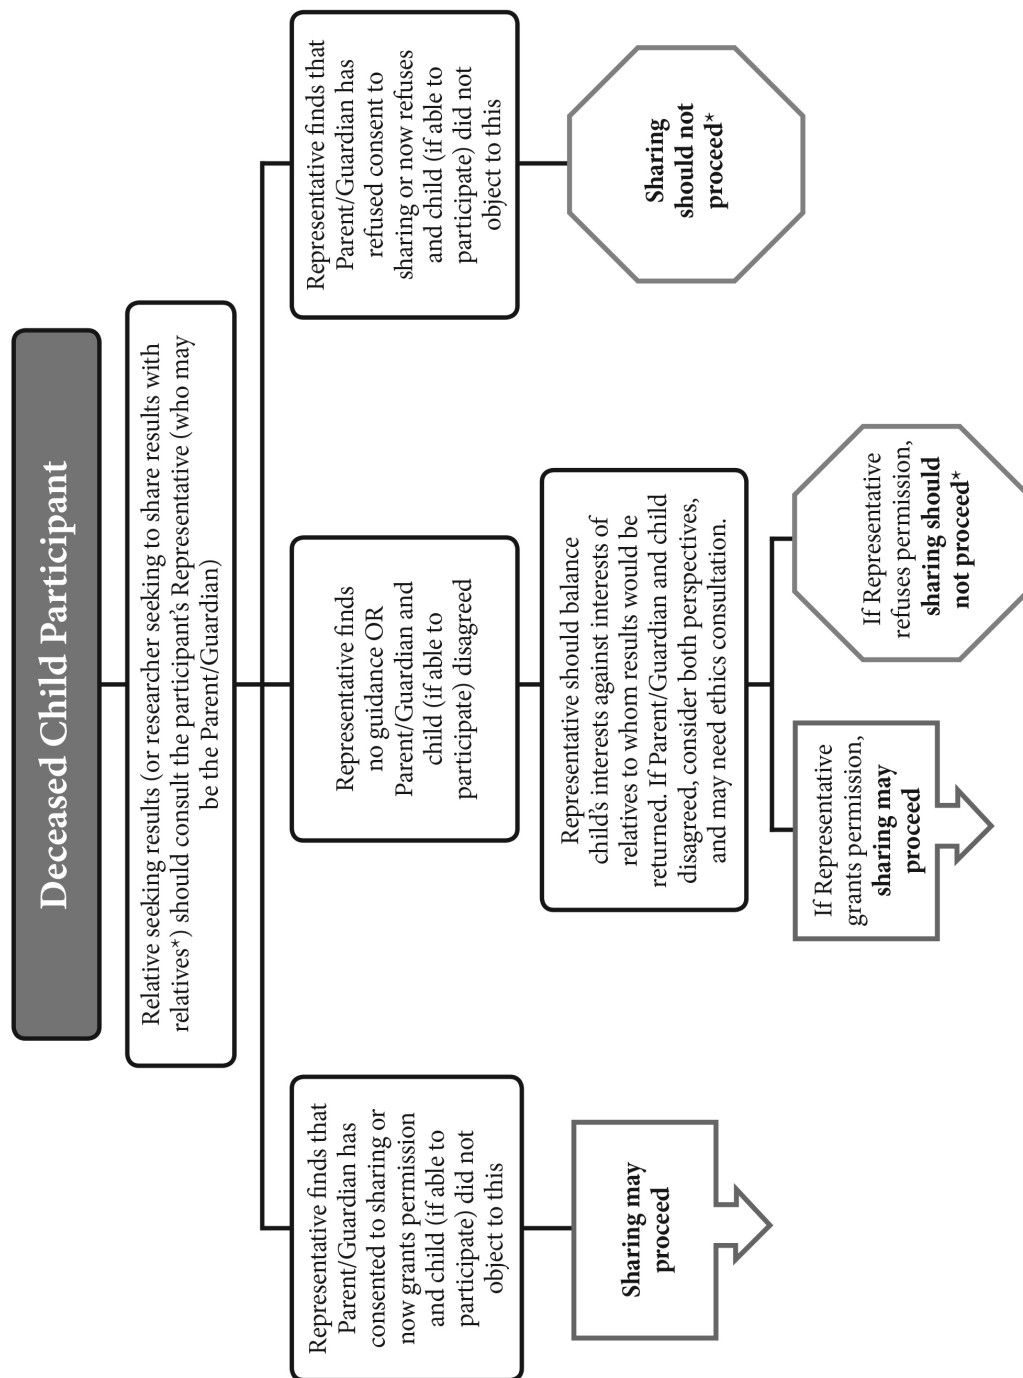 Deceased Child Participant
Relative seeking results (or researcher seeking to share results with
relatives*) should consult the participant's Representative (who may
be the Parent/Guardian)
Representative finds that
Parent/Guardian has
consented to sharing or
now grants permission
and child (if able to
participate) did not
object to this
Sharing may
proceed
Representative finds
no guidance OR
Parent/Guardian and
child (if able to
participate) disagreed
Representative should balance
child's interests against interests of
relatives to whom results would be
returned. If Parent/Guardian and child
disagreed, consider both perspectives,
and may need ethics consultation.
If Representative
grants permission,
sharing may
proceed
If Representative
refuses permission,
sharing should
not proceed*
Representative finds that
Parent/Guardian has
refused consent to
sharing or now refuses
and child (if able to
participate) did not
object to this
Sharing
should not
proceed*